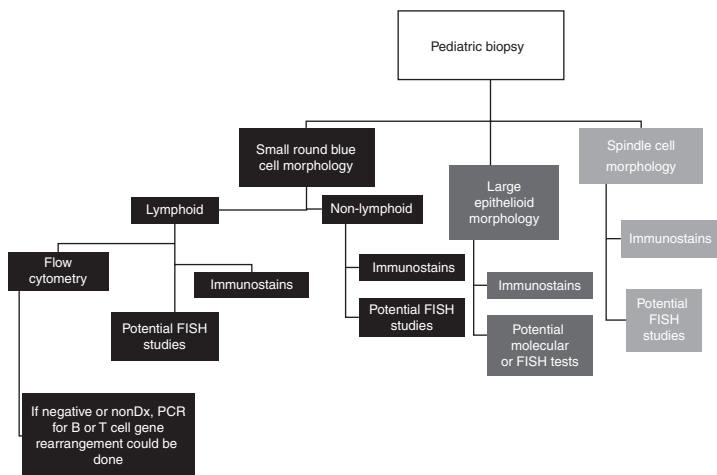 Pediatric biopsy
Small round blue
cell morphology
Spindle cell
morphology
Large
epithelioid
morphology
Lymphoid
Non-lymphoid
Immunostains
Flow
cytometry
Immunostains
Immunostains
Immunostains
Potential FISH
studies
Potential FISH
studies
Potential
molecular
or FISH tests
Potential
FISH
studies
If negative or nonDx, PCR
for B or T cell gene
rearrangement could be
done